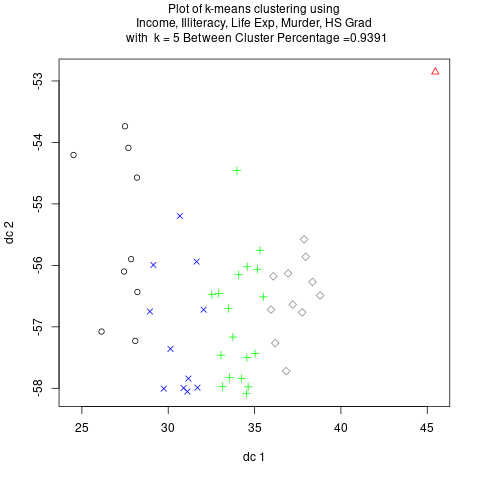 Plot of k-means clustering using
Income, Illiteracy, Life Exp, Murder, HS Grad
with k = 5 Between Cluster Percentage =0.9391
-53
-54
-55
-56
-57
-58
dc 2
25 30 35 40 45
dc 1